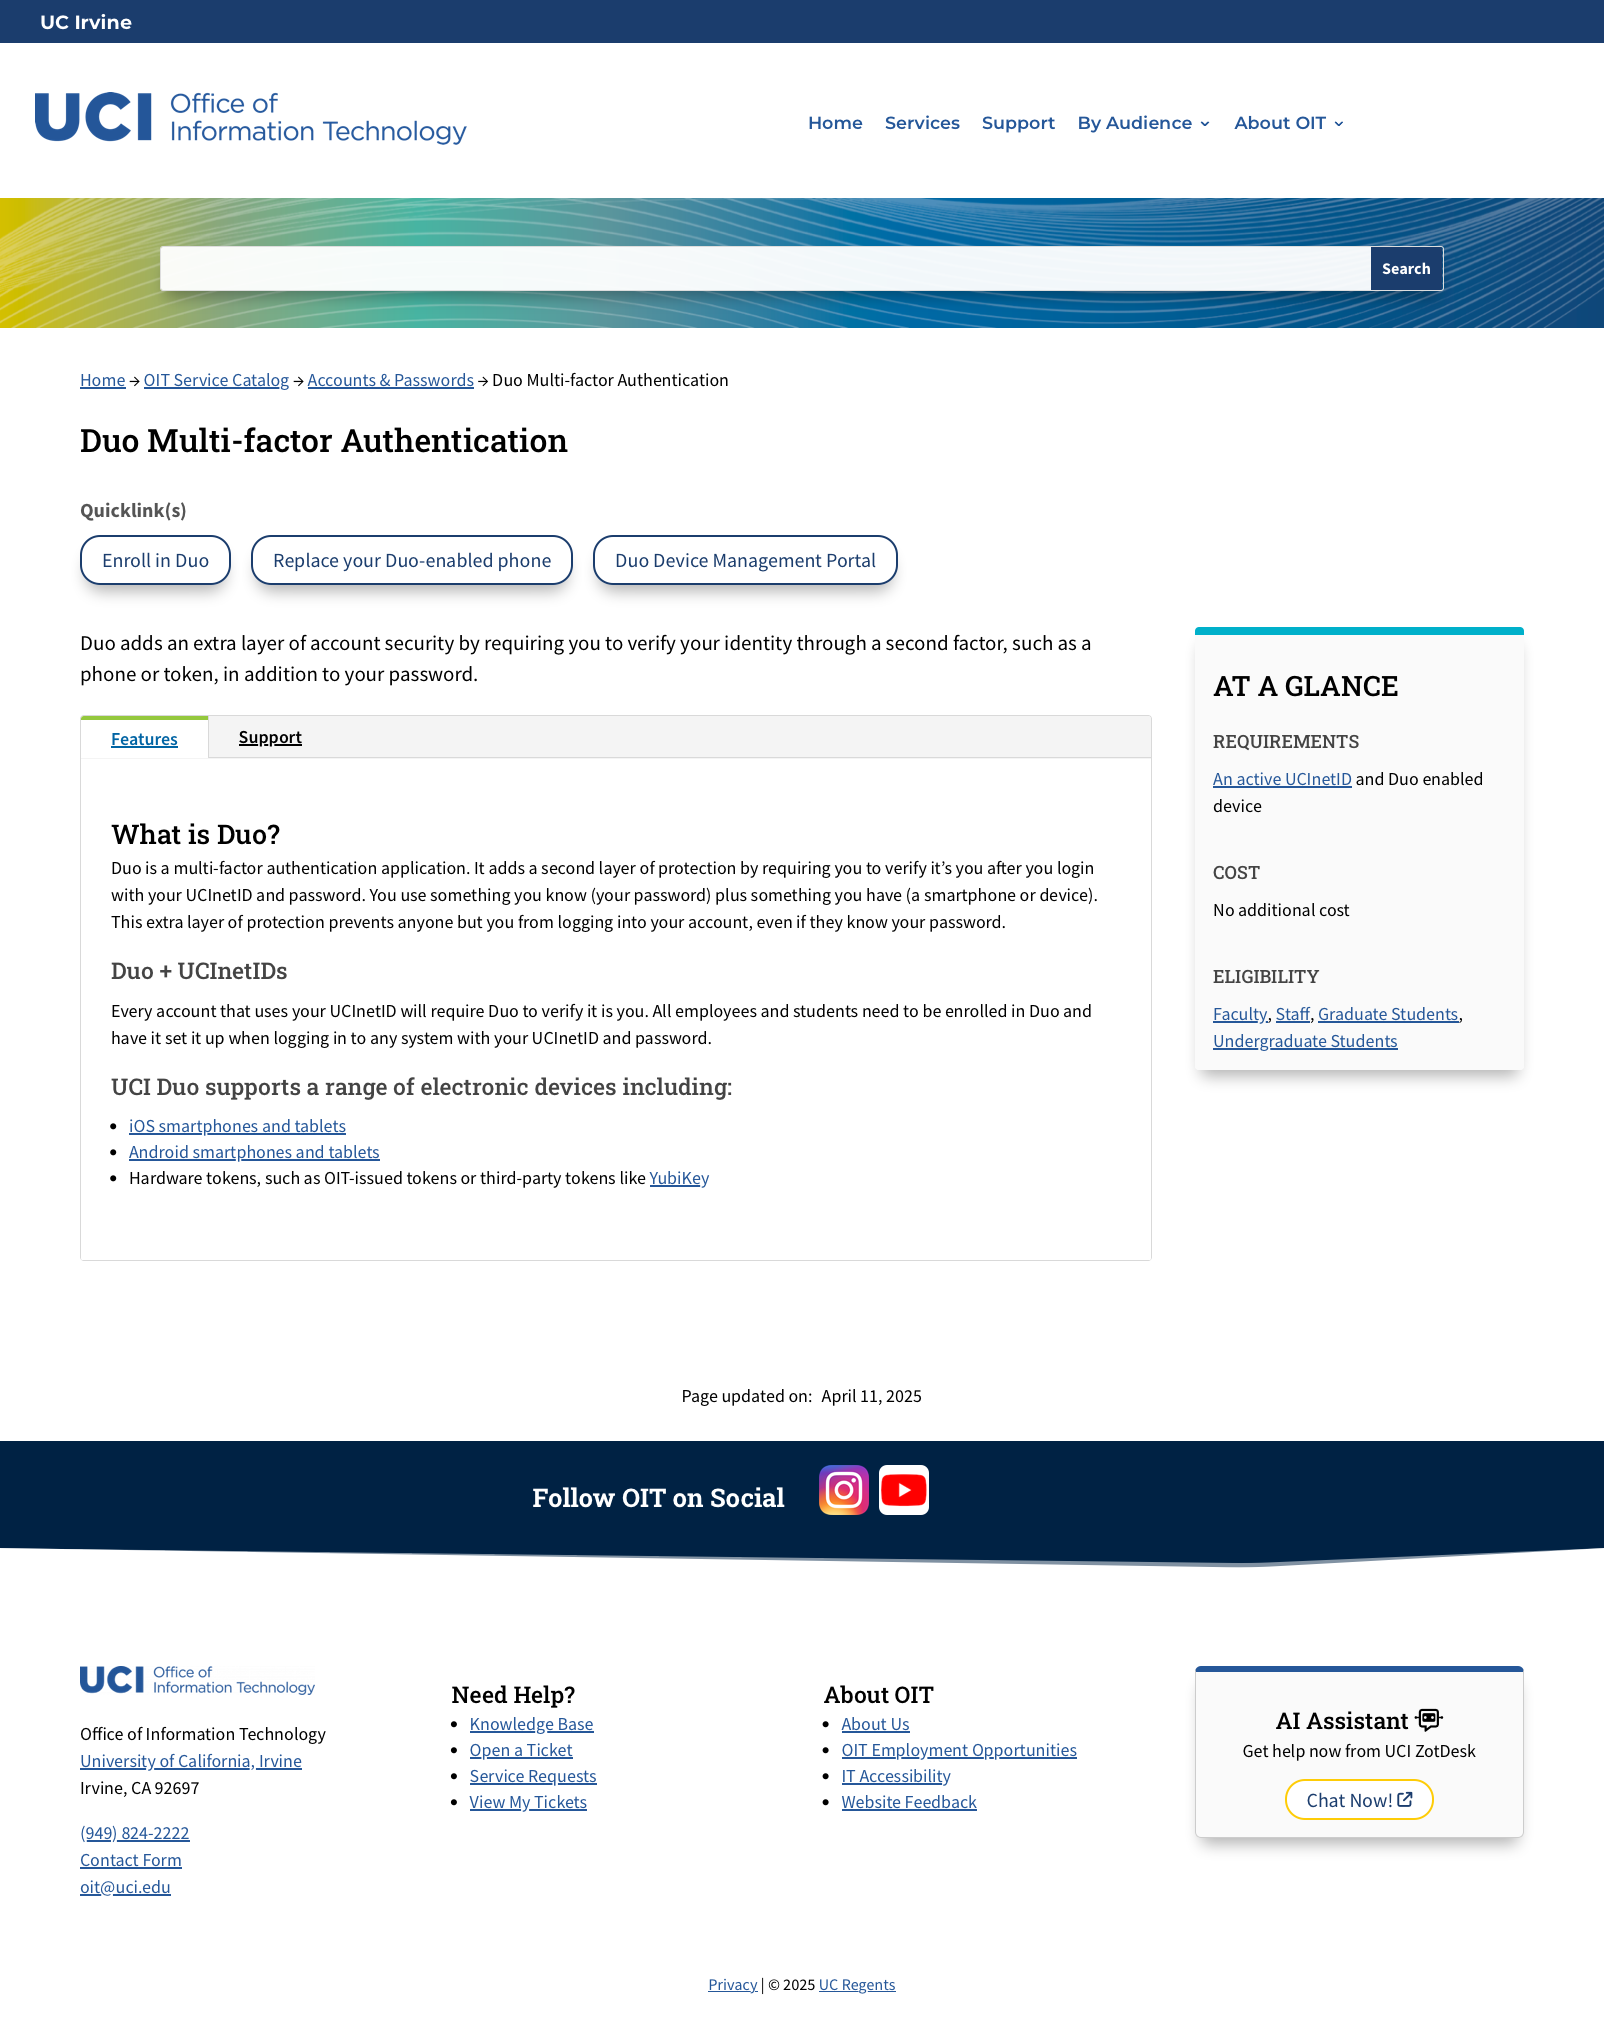 UC Irvine
UCI Office of
Information Technology
Home Services Support By Audience About OIT
Search
Home → OIT Service Catalog → Accounts & Passwords → Duo Multi-factor Authentication
Duo Multi-factor Authentication
Quicklink(s)
Enroll in Duo
Replace your Duo-enabled phone
Duo Device Management Portal
Duo adds an extra layer of account security by requiring you to verify your identity through a second factor, such as a
phone or token, in addition to your password.
Features Support
What is Duo?
Duo is a multi-factor authentication application. It adds a second layer of protection by requiring you to verify it’s you after you login
with your UCInetID and password. You use something you know (your password) plus something you have (a smartphone or device).
This extra layer of protection prevents anyone but you from logging into your account, even if they know your password.
Duo + UCInetIDs
Every account that uses your UCInetID will require Duo to verify it is you. All employees and students need to be enrolled in Duo and
have it set it up when logging in to any system with your UCInetID and password.
UCI Duo supports a range of electronic devices including:
• iOS smartphones and tablets
• Android smartphones and tablets
• Hardware tokens, such as OIT-issued tokens or third-party tokens like YubiKey
AT A GLANCE
REQUIREMENTS
An active UCInetID and Duo enabled
device
COST
No additional cost
ELIGIBILITY
Faculty, Staff, Graduate Students,
Undergraduate Students
Page updated on: April 11, 2025
Follow OIT on Social
UCI Office of
Information Technology
Office of Information Technology
University of California, Irvine
Irvine, CA 92697
(949) 824-2222
Contact Form
oit@uci.edu
Need Help?
• Knowledge Base
• Open a Ticket
• Service Requests
• View My Tickets
About OIT
• About Us
• OIT Employment Opportunities
• IT Accessibility
• Website Feedback
AI Assistant
Get help now from UCI ZotDesk
Chat Now!
Privacy | © 2025 UC Regents